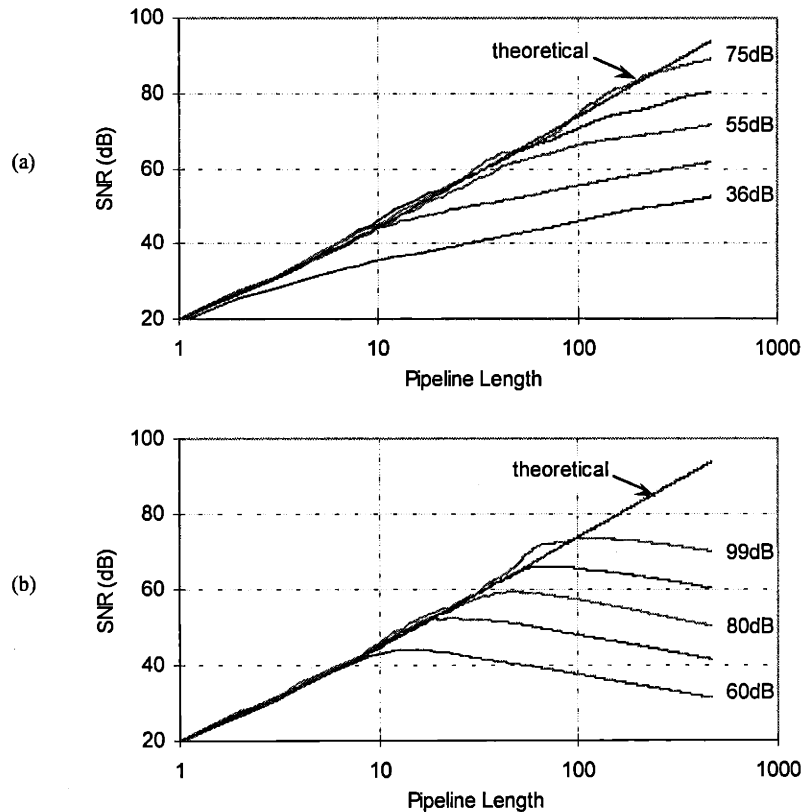 (a)
SNR (dB)
100
80
60
40
20
theoretical
75dB
55dB
36dB
1
10
100
1000
Pipeline Length
(b)
SNR (dB)
100
80
60
40
20
theoretical
99dB
80dB
60dB
1
10
100
1000
Pipeline Length